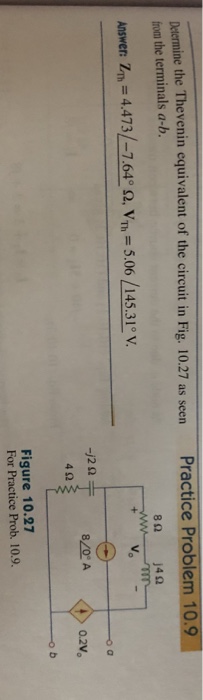 Practice Problem 10.9
Determine the Thevenin equivalent of the circuit in Fig. 10.27 as seen
from the terminals a-b.
Answer: Z_Th = 4.473/−7.64° Ω, V_Th = 5.06 /145.31° V.
8 Ω
j4 Ω
+ V_o −
a
8/0° A
0.2V_o
−j2 Ω
4 Ω
b
Figure 10.27
For Practice Prob. 10.9.